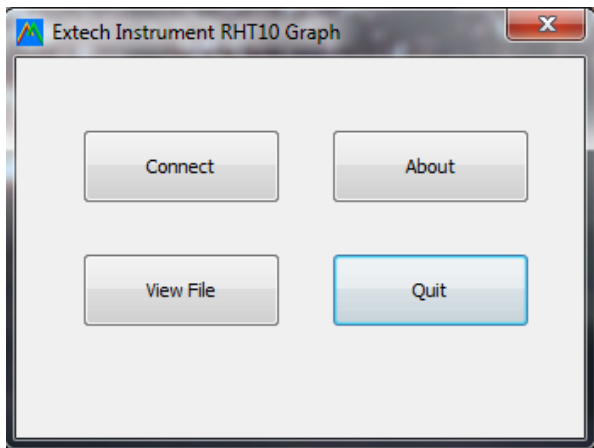 Extech Instrument RHT10 Graph
Connect
About
View File
Quit